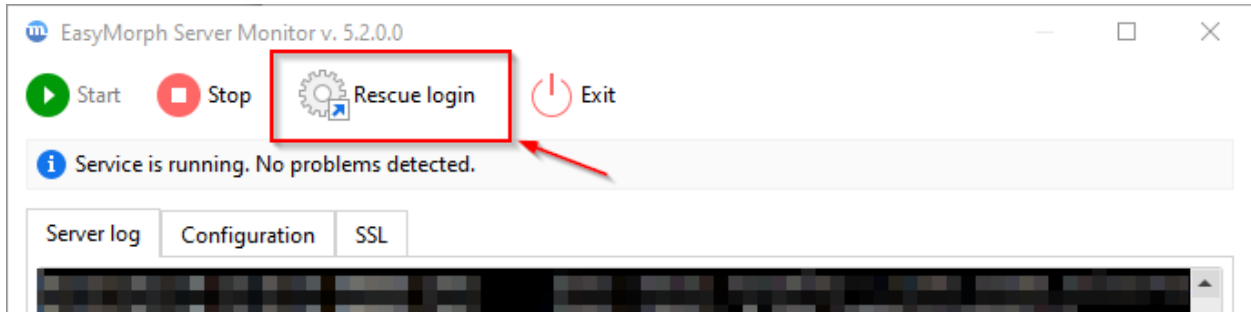 EasyMorph Server Monitor v. 5.2.0.0
Start Stop Rescue login Exit
Service is running. No problems detected.
Server log Configuration SSL